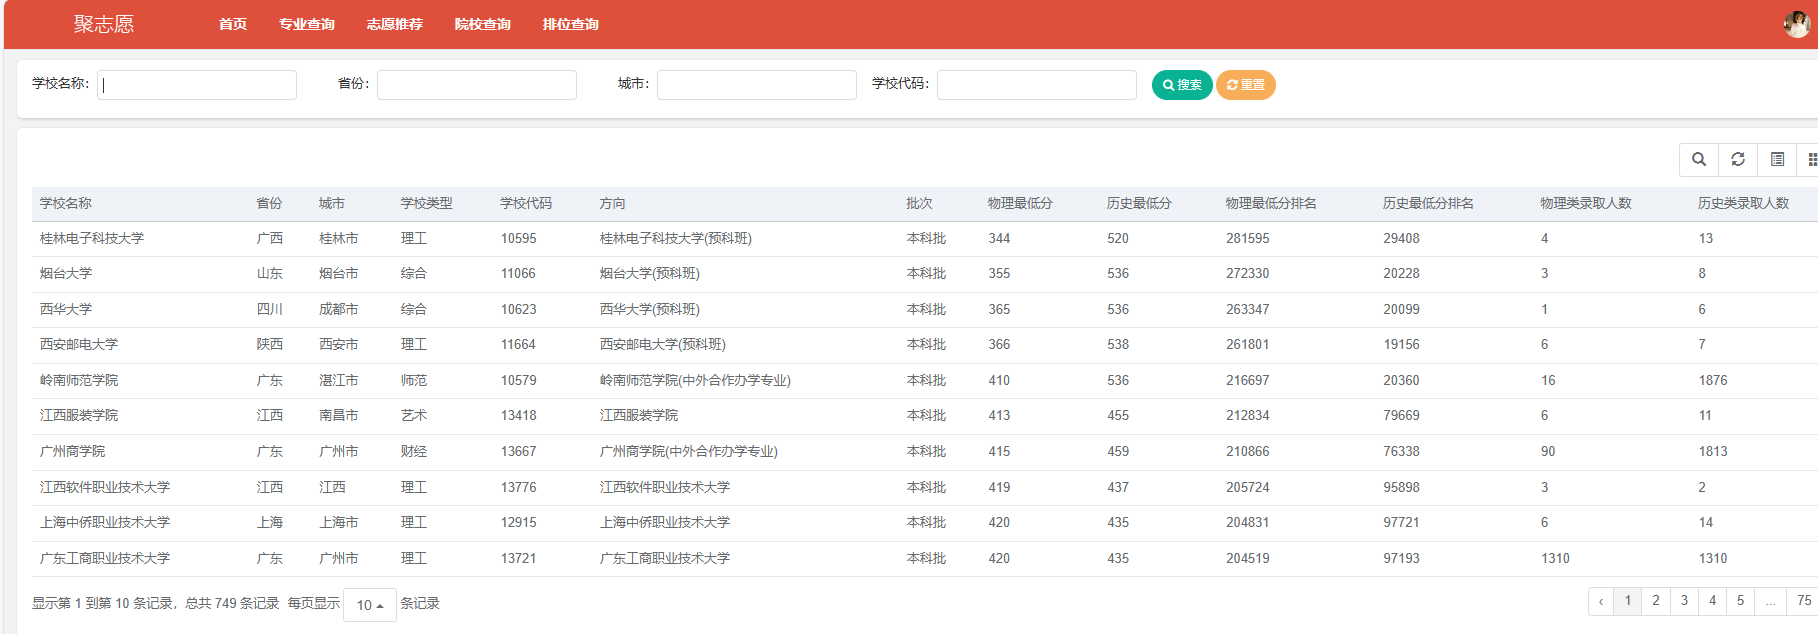 聚志愿 首页 专业查询 志愿推荐 院校查询 排位查询
学校名称： 省份： 城市： 学校代码： 搜索 重置
学校名称 省份 城市 学校类型 学校代码 方向 批次 物理最低分 历史最低分 物理最低分排名 历史最低分排名 物理类录取人数 历史类录取人数
桂林电子科技大学 广西 桂林市 理工 10595 桂林电子科技大学(预科班) 本科批 344 520 281595 29408 4 13
烟台大学 山东 烟台市 综合 11066 烟台大学(预科班) 本科批 355 536 272330 20228 3 8
西华大学 四川 成都市 综合 10623 西华大学(预科班) 本科批 365 536 263347 20099 1 6
西安邮电大学 陕西 西安市 理工 11664 西安邮电大学(预科班) 本科批 366 538 261801 19156 6 7
岭南师范学院 广东 湛江市 师范 10579 岭南师范学院(中外合作办学专业) 本科批 410 536 216697 20360 16 1876
江西服装学院 江西 南昌市 艺术 13418 江西服装学院 本科批 413 455 212834 79669 6 11
广州商学院 广东 广州市 财经 13667 广州商学院(中外合作办学专业) 本科批 415 459 210866 76338 90 1813
江西软件职业技术大学 江西 江西 理工 13776 江西软件职业技术大学 本科批 419 437 205724 95898 3 2
上海中侨职业技术大学 上海 上海市 理工 12915 上海中侨职业技术大学 本科批 420 435 204831 97721 6 14
广东工商职业技术大学 广东 广州市 理工 13721 广东工商职业技术大学 本科批 420 435 204519 97193 1310 1310
显示第 1 到第 10 条记录，总共 749 条记录 每页显示 10 条记录 ‹ 1 2 3 4 5 ... 75